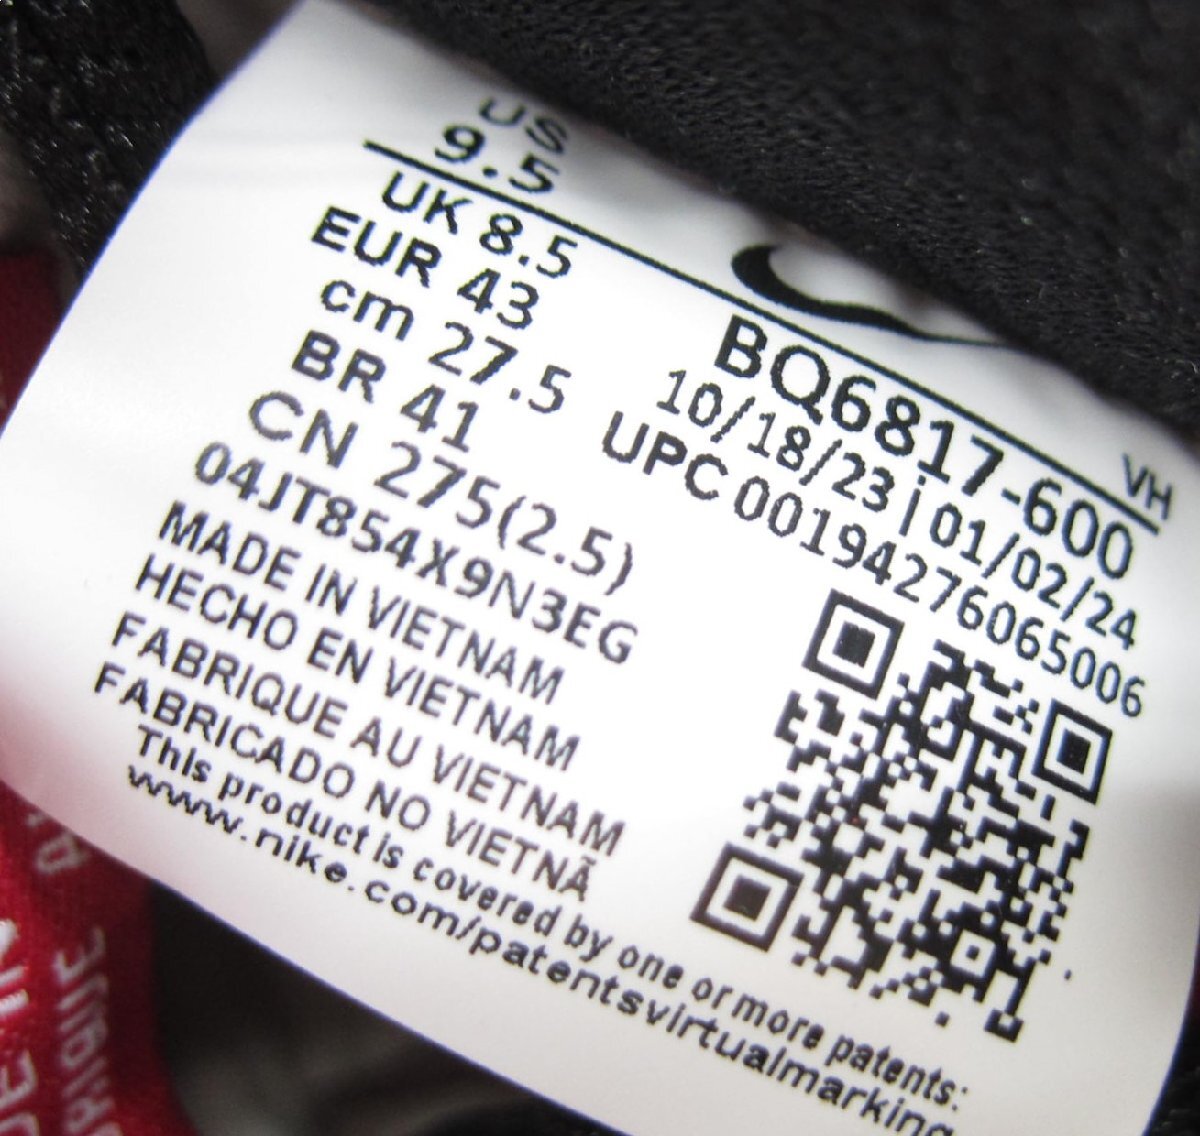 US
9.5
UK 8.5
EUR 43
cm 27.5
BR 41
CN 275(2.5)
04JT854X9N3EG
MADE IN VIETNAM
HECHO EN VIETNAM
FABRIQUE AU VIETNAM
FABRICADO NO VIETNÃ
This product is covered by one or more patents:
www.nike.com/patentsvirtualmarking
VH
BQ6817-600
10/18/23 | 01/02/24
UPC 00194276065006